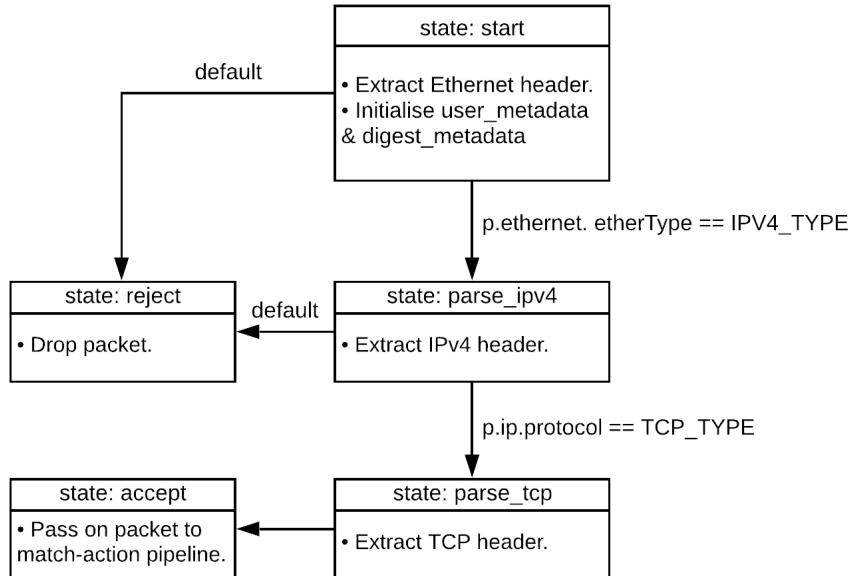 state: start
default
• Extract Ethernet header.
• Initialise user_metadata
& digest_metadata
p.ethernet. etherType == IPV4_TYPE
state: reject
default
state: parse_ipv4
• Drop packet.
• Extract IPv4 header.
p.ip.protocol == TCP_TYPE
state: accept
state: parse_tcp
• Pass on packet to
match-action pipeline.
• Extract TCP header.